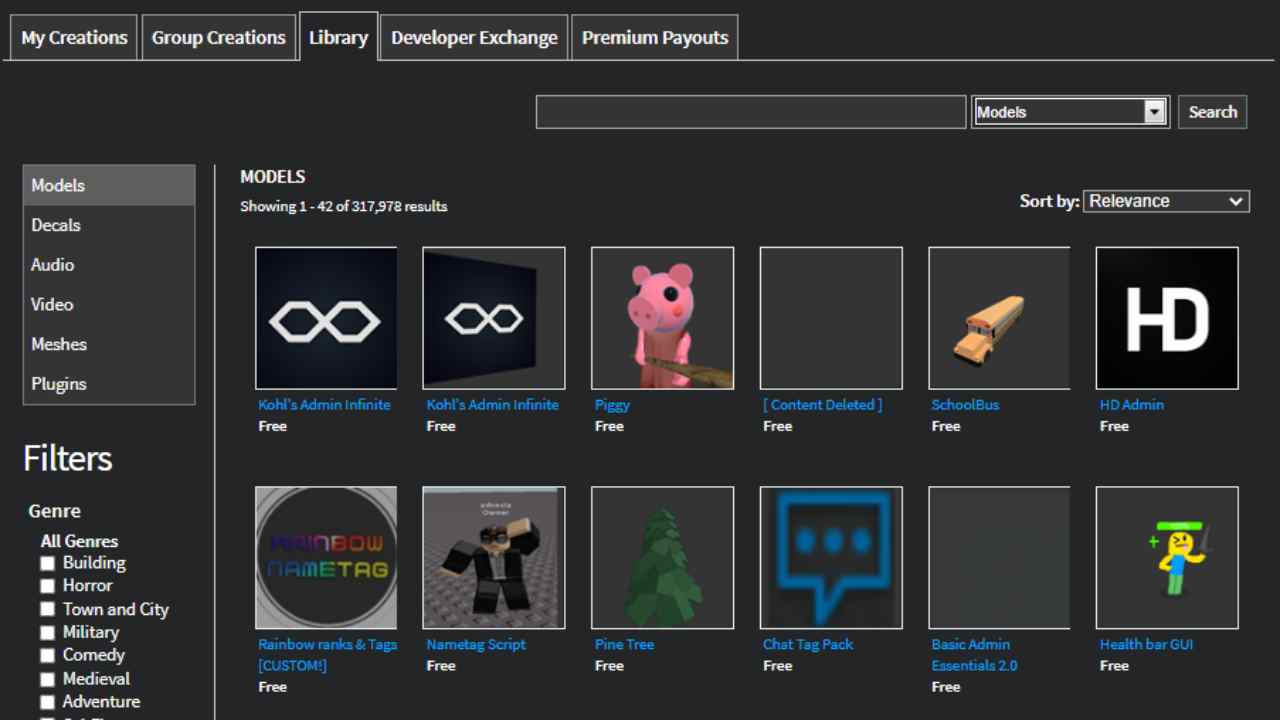 My Creations
Group Creations
Library
Developer Exchange
Premium Payouts
Models
Search
Models
Decals
Audio
Video
Meshes
Plugins
MODELS
Showing 1 - 42 of 317,978 results
Sort by: Relevance
HD
Kohl's Admin Infinite
Free
Kohl's Admin Infinite
Free
Piggy
Free
[ Content Deleted ]
Free
SchoolBus
Free
HD Admin
Free
RAINBOW
NAMETAG
Rainbow ranks & Tags
[CUSTOM!]
Free
Nametag Script
Free
Pine Tree
Free
Chat Tag Pack
Free
Basic Admin
Essentials 2.0
Free
Health bar GUI
Free
Filters
Genre
All Genres
Building
Horror
Town and City
Military
Comedy
Medieval
Adventure